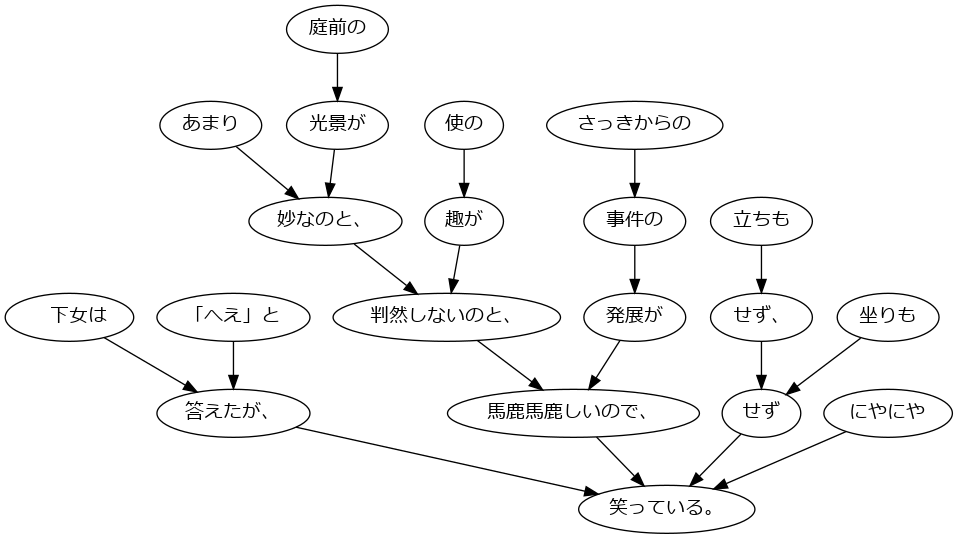 庭前の
あまり
光景が
使の
さっきからの
妙なのと、
趣が
事件の
立ちも
下女は
「へえ」と
判然しないのと、
発展が
せず、
坐りも
答えたが、
馬鹿馬鹿しいので、
せず
にやにや
笑っている。